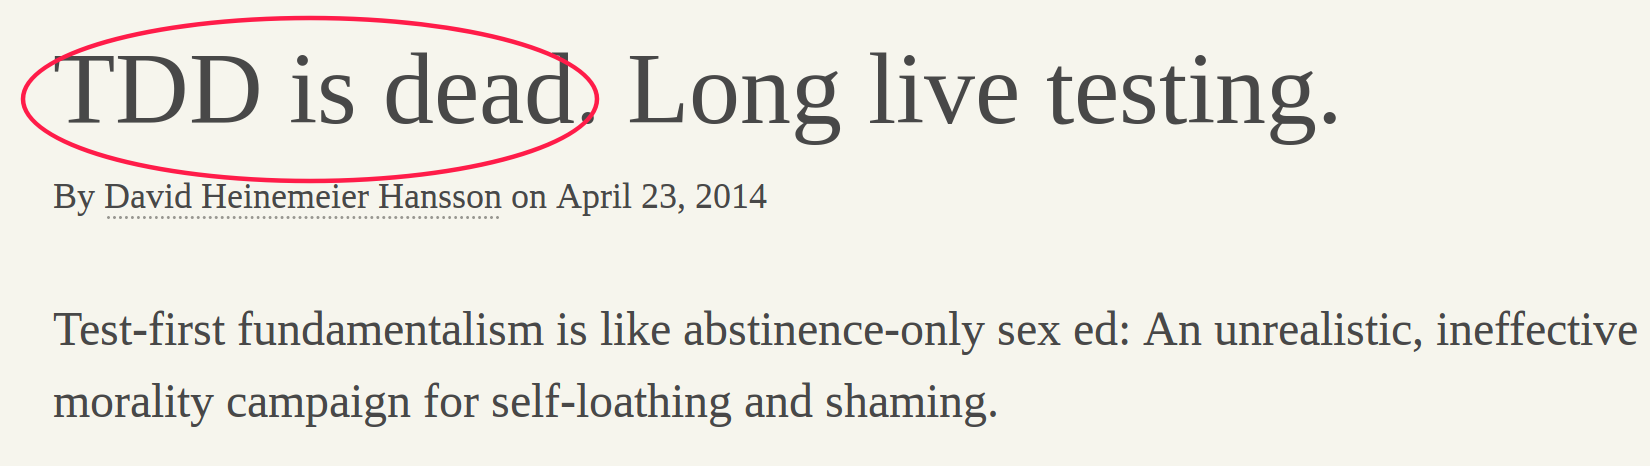 TDD is dead. Long live testing.
By David Heinemeier Hansson on April 23, 2014
Test-first fundamentalism is like abstinence-only sex ed: An unrealistic, ineffective
morality campaign for self-loathing and shaming.